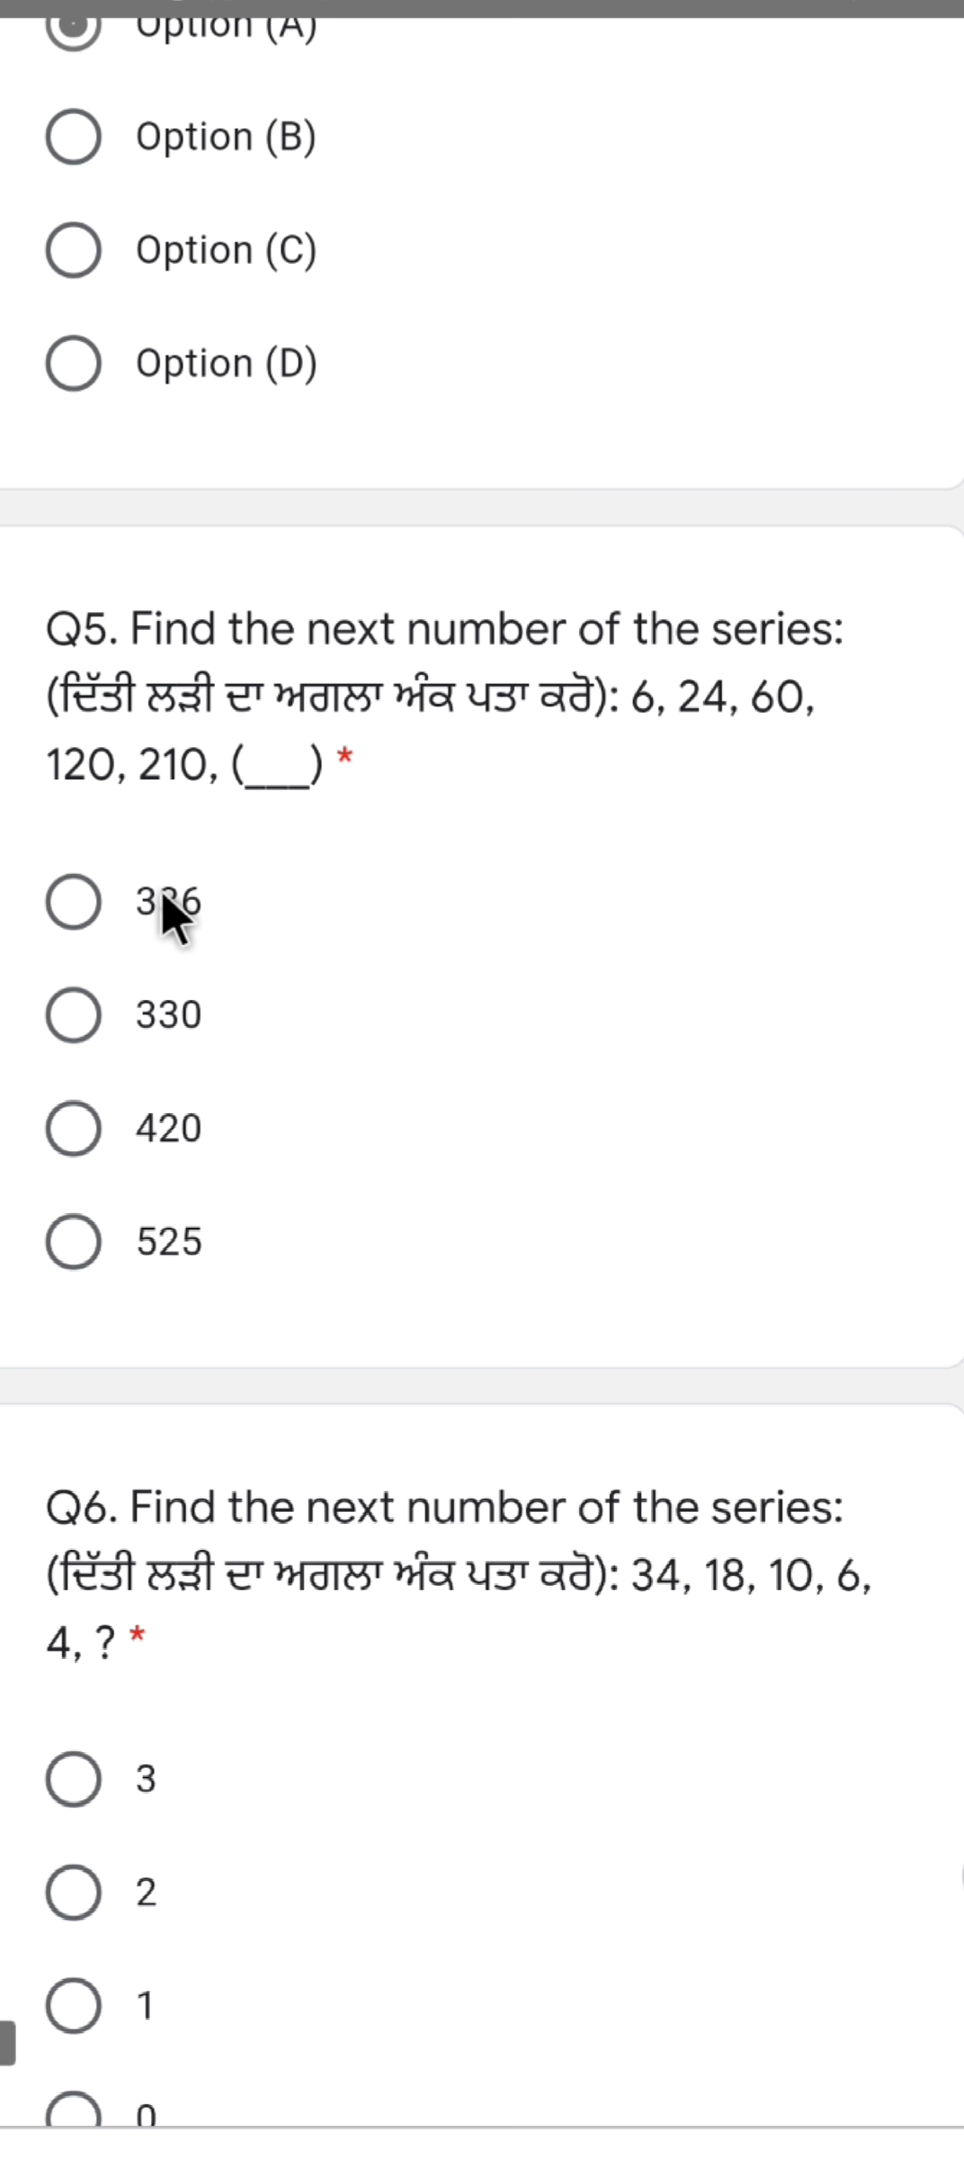 Option (A)
Option (B)
Option (C)
Option (D)
Q5. Find the next number of the series:
(ਦਿੱਤੀ ਲੜੀ ਦਾ ਅਗਲਾ ਅੰਕ ਪਤਾ ਕਰੋ): 6, 24, 60,
120, 210, (___) *
330
420
525
Q6. Find the next number of the series:
(ਦਿੱਤੀ ਲੜੀ ਦਾ ਅਗਲਾ ਅੰਕ ਪਤਾ ਕਰੋ): 34, 18, 10, 6,
4, ? *
3
2
1
0